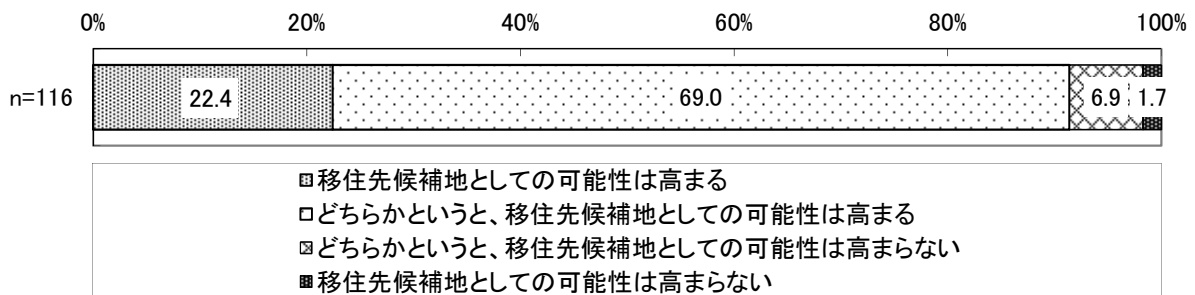 0% 20% 40% 60% 80% 100%
n=116 22.4 69.0 6.9 1.7
移住先候補地としての可能性は高まる
どちらかというと、移住先候補地としての可能性は高まる
どちらかというと、移住先候補地としての可能性は高まらない
移住先候補地としての可能性は高まらない